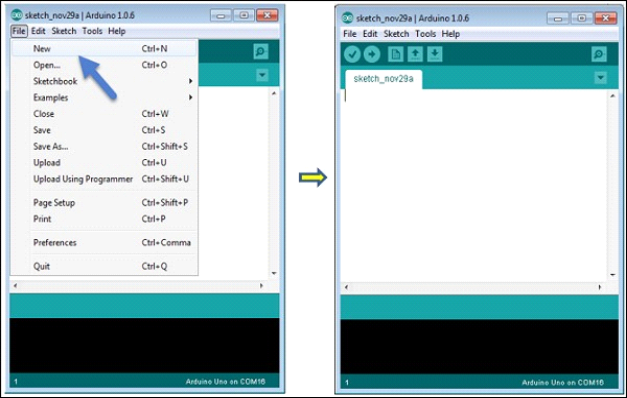 sketch_nov29a | Arduino 1.0.6
File Edit Sketch Tools Help
New Ctrl+N
Open... Ctrl+O
Sketchbook
Examples
Close Ctrl+W
Save Ctrl+S
Save As... Ctrl+Shift+S
Upload Ctrl+U
Upload Using Programmer Ctrl+Shift+U
Page Setup Ctrl+Shift+P
Print Ctrl+P
Preferences Ctrl+Comma
Quit Ctrl+Q
1 Arduino Uno on COM16
sketch_nov29a | Arduino 1.0.6
File Edit Sketch Tools Help
sketch_nov29a
1 Arduino Uno on COM16